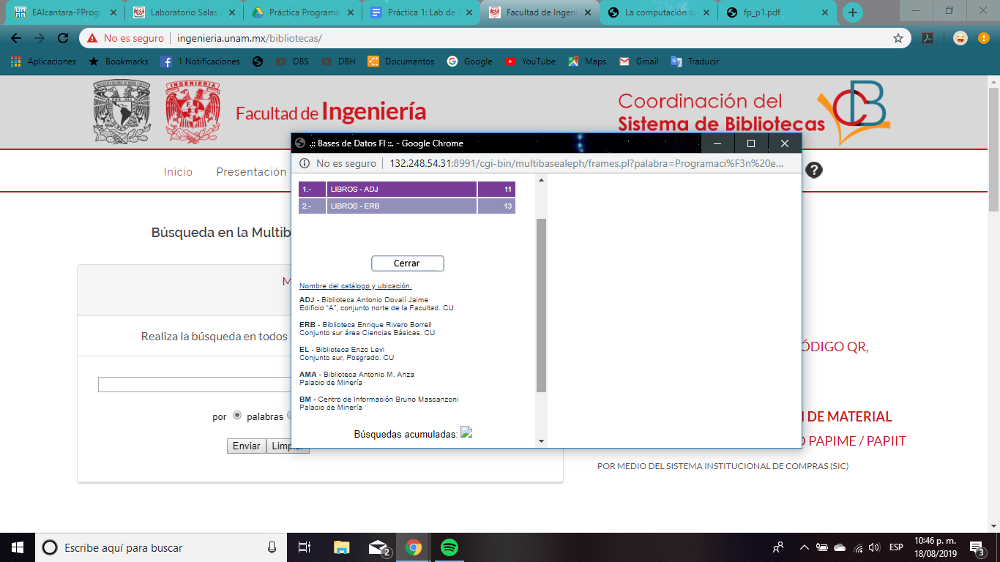 EAlcantara-FProg
Laboratorio Salas
Práctica Programa
Práctica 1: Lab de
Facultad de Ingeni
La computación c
fp_p1.pdf
No es seguro
ingenieria.unam.mx/bibliotecas/
Aplicaciones
Bookmarks
1 Notificaciones
DBS
DBH
Documentos
Google
YouTube
Maps
Gmail
Traducir
INGENIERIA
Facultad de Ingeniería
Coordinación del
Sistema de Bibliotecas
CB
.:: Bases de Datos FI ::. - Google Chrome
No es seguro
132.248.54.31:8991/cgi-bin/multibasealeph/frames.pl?palabra=Programaci%F3n%20e...
Inicio
Presentación
?
1.- LIBROS - ADJ 11
2.- LIBROS - ERB 13
Cerrar
Nombre del catálogo y ubicación:
ADJ - Biblioteca Antonio Dovalí Jaime
Edificio "A", conjunto norte de la Facultad. CU
ERB - Biblioteca Enrique Rivero Borrell
Conjunto sur área Ciencias Básicas. CU
EL - Biblioteca Enzo Levi
Conjunto sur, Posgrado. CU
AMA - Biblioteca Antonio M. Anza
Palacio de Minería
BM - Centro de Información Bruno Mascanzoni
Palacio de Minería
Búsquedas acumuladas:
Búsqueda en la Multib
M
Realiza la búsqueda en todos
por
palabras
Enviar
Limpiar
ÓDIGO QR,
N DE MATERIAL
O PAPIME / PAPIIT
POR MEDIO DEL SISTEMA INSTITUCIONAL DE COMPRAS (SIC)
Escribe aquí para buscar
2
ESP
10:46 p. m.
18/08/2019
3